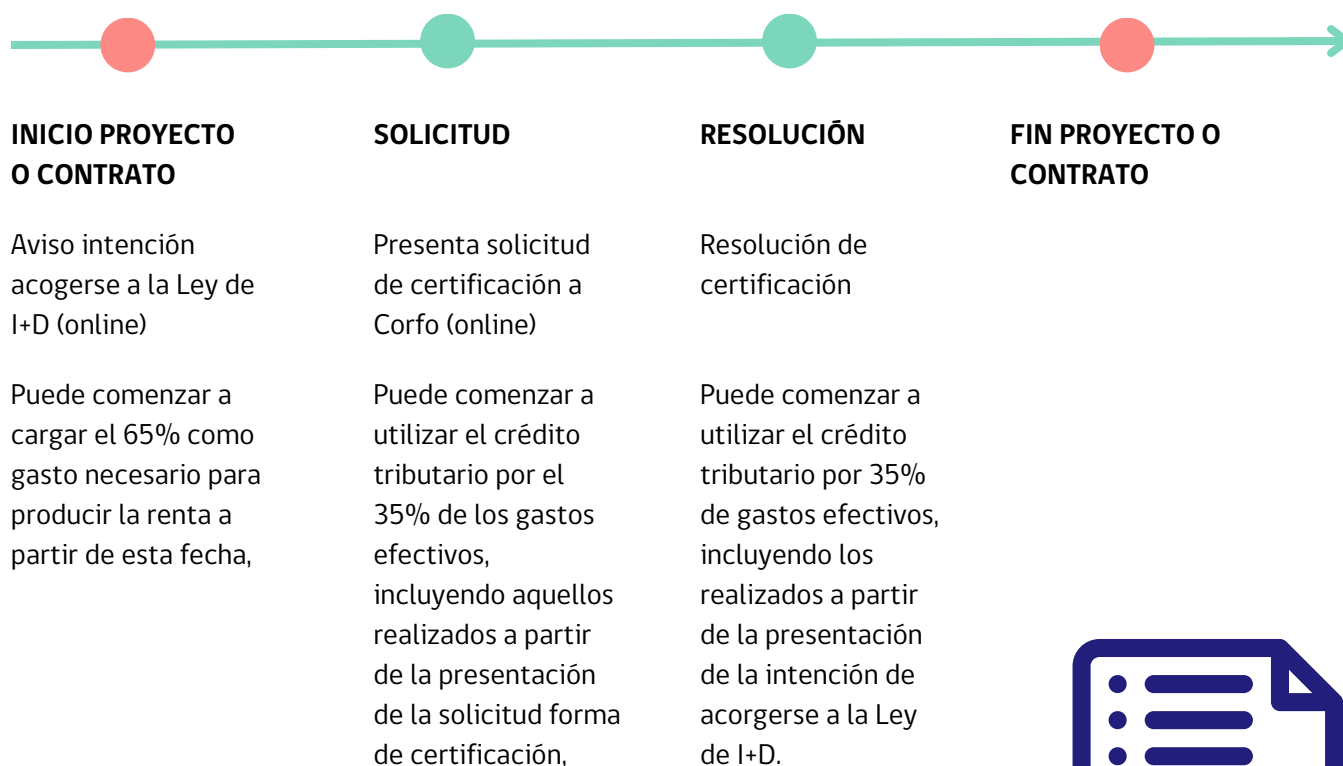 INICIO PROYECTO
O CONTRATO
Aviso intención
acogerse a la Ley de
I+D (online)
Puede comenzar a
cargar el 65% como
gasto necesario para
producir la renta a
partir de esta fecha,
SOLICITUD
Presenta solicitud
de certificación a
Corfo (online)
Puede comenzar a
utilizar el crédito
tributario por el
35% de los gastos
efectivos,
incluyendo aquellos
realizados a partir
de la presentación
de la solicitud forma
de certificación,
RESOLUCIÓN
Resolución de
certificación
Puede comenzar a
utilizar el crédito
tributario por 35%
de gastos efectivos,
incluyendo los
realizados a partir
de la presentación
de la intención de
acorgerse a la Ley
de I+D.
FIN PROYECTO O
CONTRATO